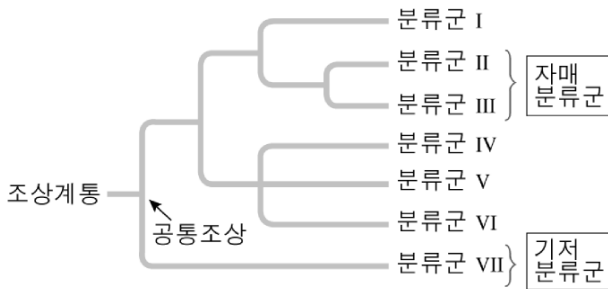 분류군 I
분류군 II
분류군 III
자매
분류군
분류군 IV
분류군 V
분류군 VI
조상계통
공통조상
분류군 VII
기저
분류군